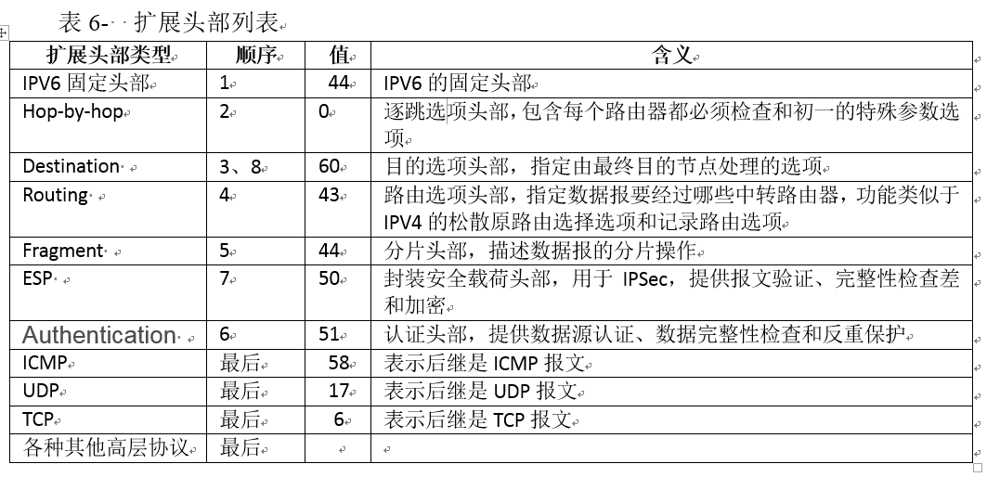 表 6- 扩展头部列表
扩展头部类型 顺序 值 含义
IPV6 固定头部 1 44 IPV6 的固定头部
Hop-by-hop 2 0 逐跳选项头部，包含每个路由器都必须检查和初一的特殊参数选
项
Destination 3、8 60 目的选项头部，指定由最终目的节点处理的选项
Routing 4 43 路由选项头部，指定数据报要经过哪些中转路由器，功能类似于
IPV4 的松散原路由选择选项和记录路由选项
Fragment 5 44 分片头部，描述数据报的分片操作
ESP 7 50 封装安全载荷头部，用于 IPSec，提供报文验证、完整性检查差
和加密
Authentication 6 51 认证头部，提供数据源认证、数据完整性检查和反重保护
ICMP 最后 58 表示后继是 ICMP 报文
UDP 最后 17 表示后继是 UDP 报文
TCP 最后 6 表示后继是 TCP 报文
各种其他高层协议 最后